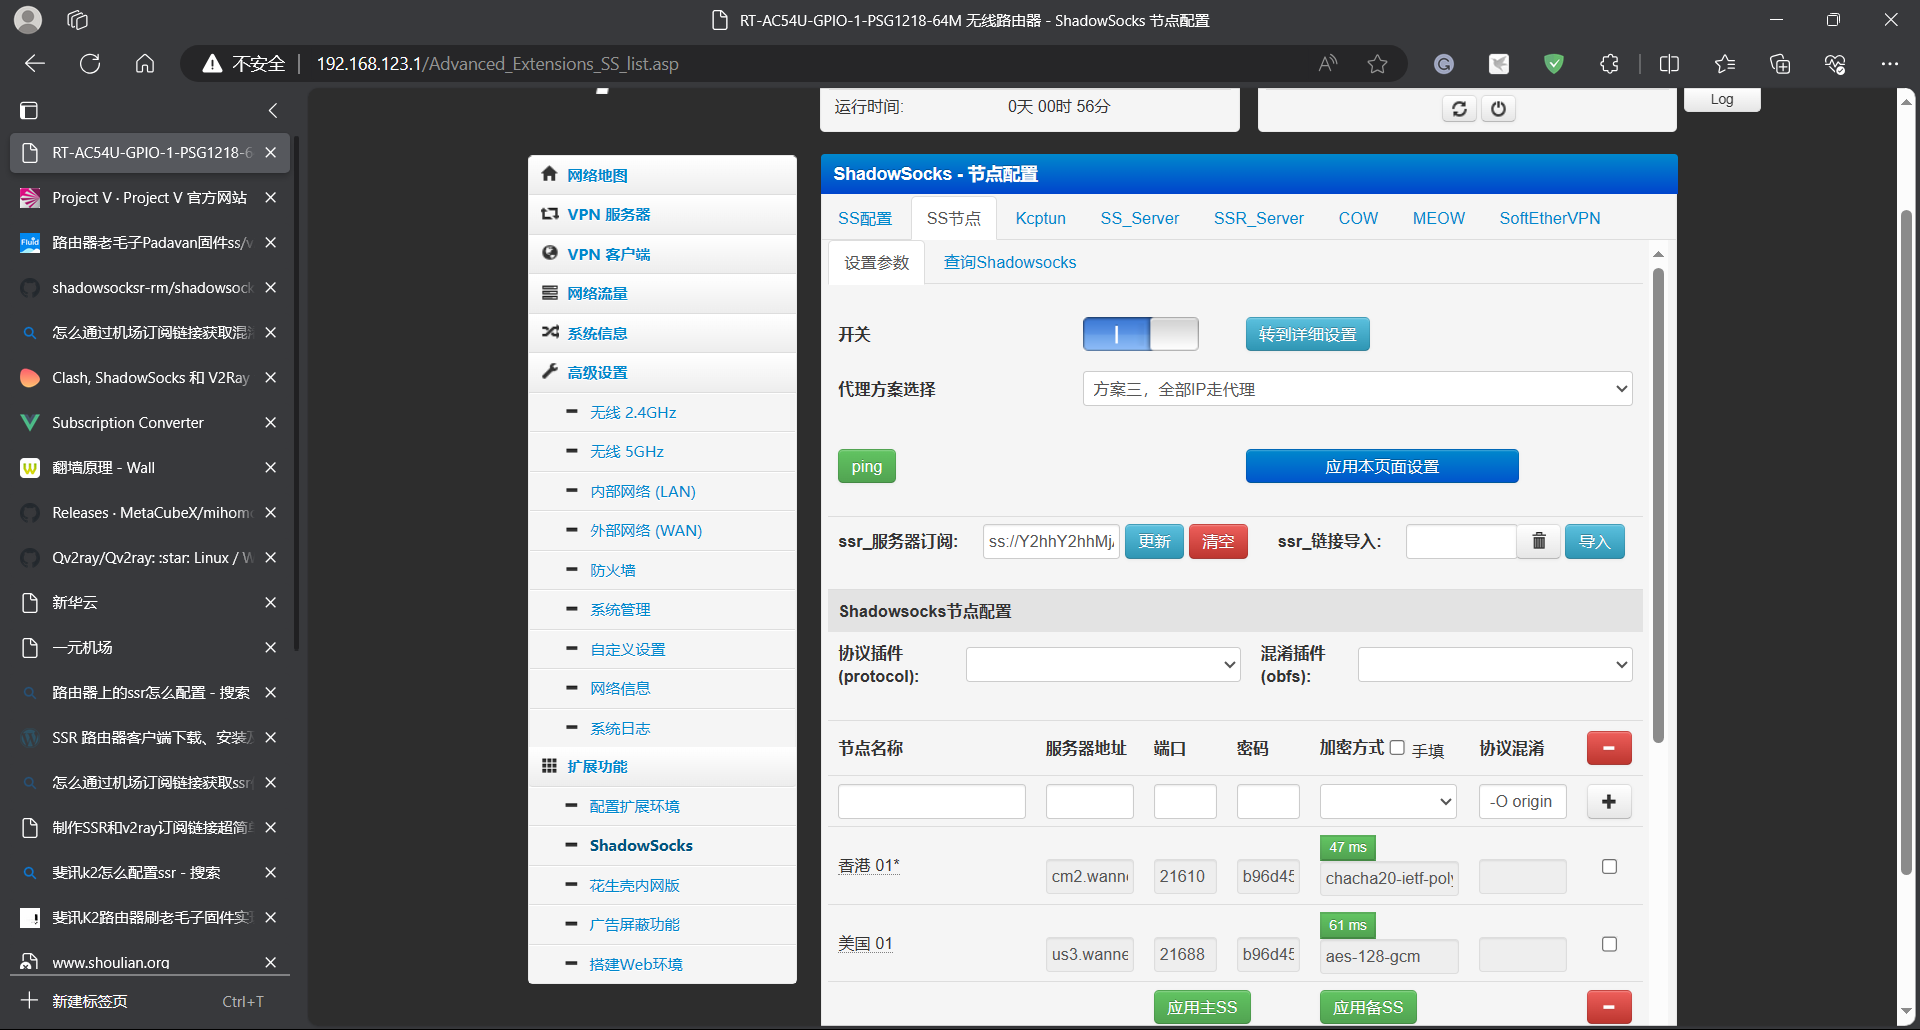 RT-AC54U-GPIO-1-PSG1218-64M 无线路由器 - ShadowSocks 节点配置
不安全
192.168.123.1/Advanced_Extensions_SS_list.asp
RT-AC54U-GPIO-1-PSG1218-6
Project V · Project V 官方网站
路由器老毛子Padavan固件ss/v
shadowsocksr-rm/shadowsock
怎么通过机场订阅链接获取混
Clash, ShadowSocks 和 V2Ray
Subscription Converter
翻墙原理 - Wall
Releases · MetaCubeX/mihom
Qv2ray/Qv2ray: :star: Linux / W
新华云
一元机场
路由器上的ssr怎么配置 - 搜索
SSR 路由器客户端下载、安装
怎么通过机场订阅链接获取ssr
制作SSR和v2ray订阅链接超简
斐讯k2怎么配置ssr - 搜索
斐讯K2路由器刷老毛子固件实
www.shoulian.org
新建标签页
Ctrl+T
运行时间:
0天 00时 56分
Log
网络地图
VPN 服务器
VPN 客户端
网络流量
系统信息
高级设置
无线 2.4GHz
无线 5GHz
内部网络 (LAN)
外部网络 (WAN)
防火墙
系统管理
自定义设置
网络信息
系统日志
扩展功能
配置扩展环境
ShadowSocks
花生壳内网版
广告屏蔽功能
搭建Web环境
ShadowSocks - 节点配置
SS配置
SS节点
Kcptun
SS_Server
SSR_Server
COW
MEOW
SoftEtherVPN
设置参数
查询Shadowsocks
开关
转到详细设置
代理方案选择
方案三，全部IP走代理
ping
应用本页面设置
ssr_服务器订阅:
ss://Y2hhY2hhMj
更新
清空
ssr_链接导入:
导入
Shadowsocks节点配置
协议插件
(protocol):
混淆插件
(obfs):
节点名称
服务器地址
端口
密码
加密方式
手填
协议混淆
-O origin
香港 01*
cm2.wanne
21610
b96d45
47 ms
chacha20-ietf-poly
美国 01
us3.wanne
21688
b96d45
61 ms
aes-128-gcm
应用主SS
应用备SS